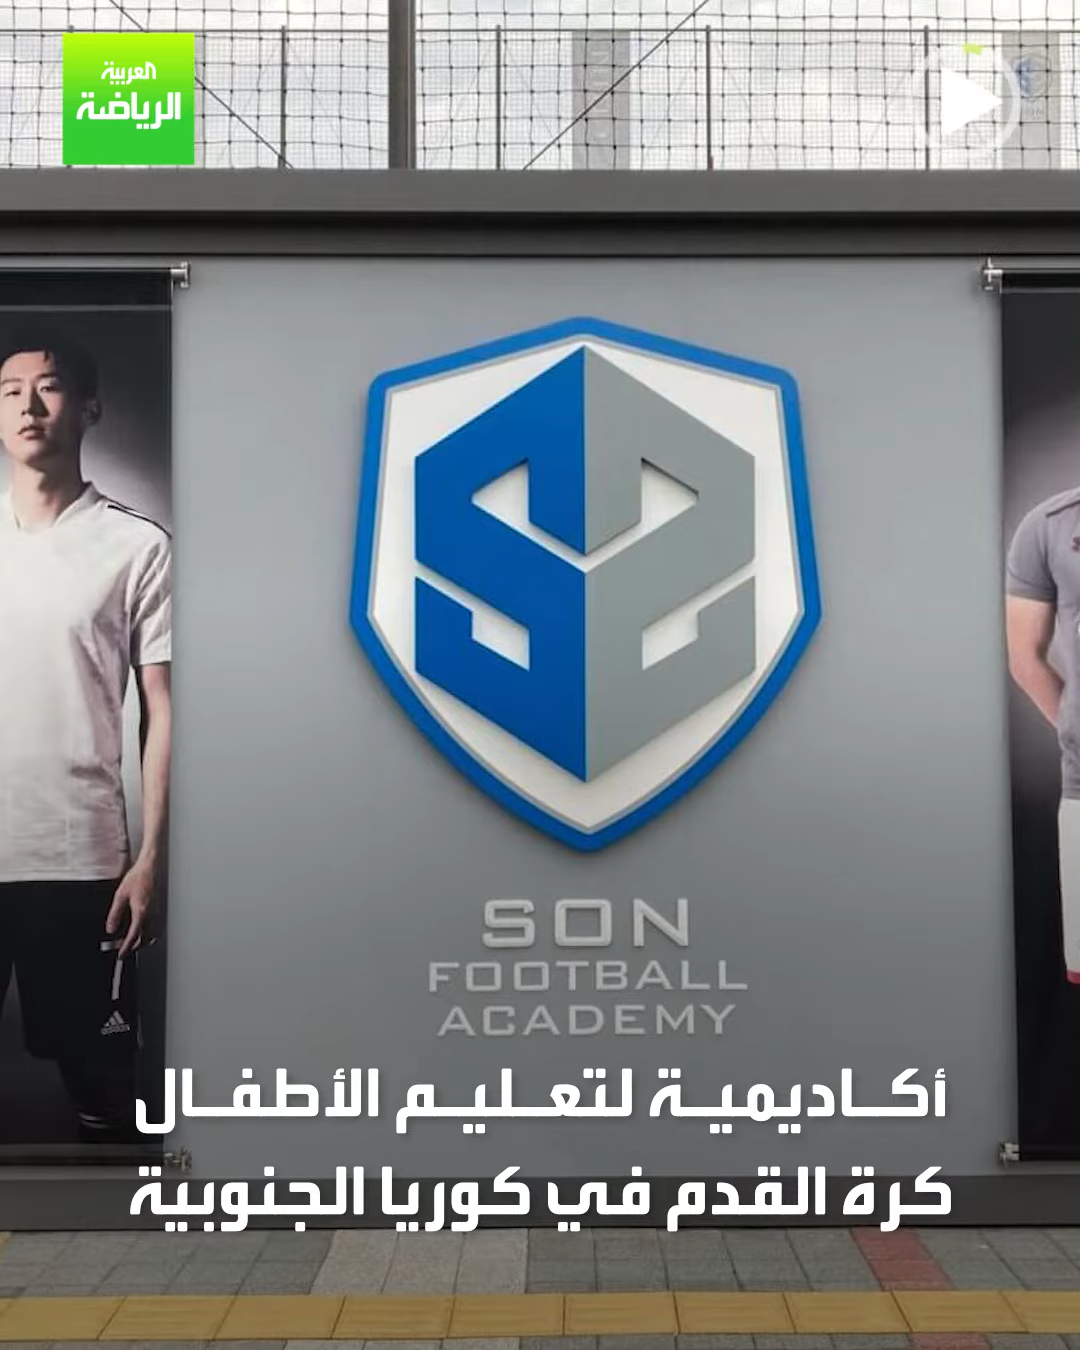 العربية
الرياضة
SON
FOOTBALL
ACADEMY
أكاديمية لتعليم الأطفال
كرة القدم في كوريا الجنوبية